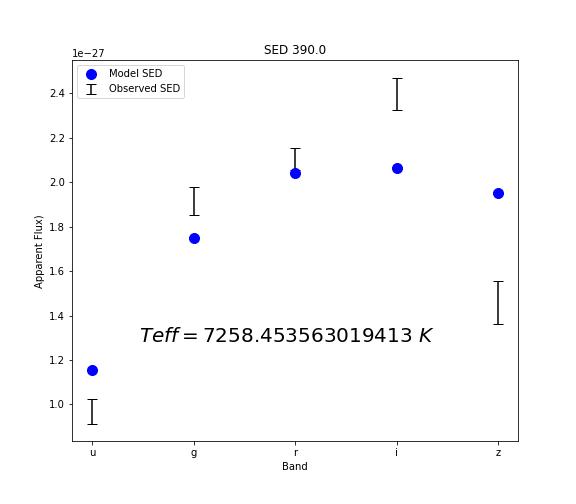 SED 390.0
1e−27
Model SED
Observed SED
2.4
2.2
2.0
1.8
1.6
1.4
1.2
1.0
Apparent Flux)
Teff = 7258.453563019413 K
u g r i z
Band